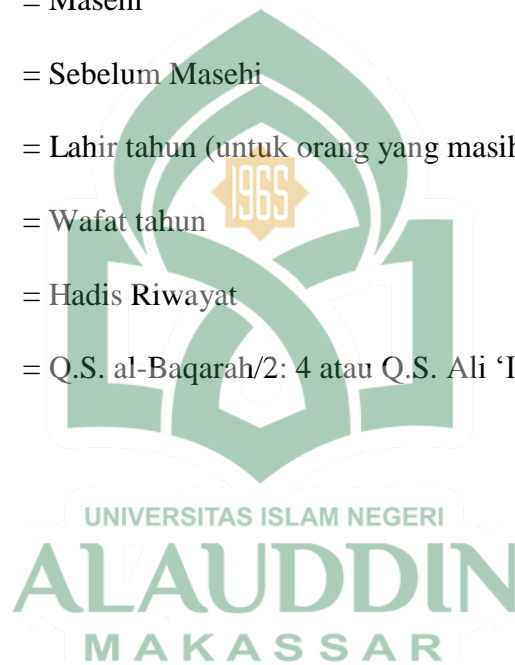 = Masehi
= Sebelum Masehi
= Lahir tahun (untuk orang yang masih
1965
= Wafat tahun
= Hadis Riwayat
= Q.S. al-Baqarah/2: 4 atau Q.S. Ali ‘I
UNIVERSITAS ISLAM NEGERI
ALAUDDIN
MAKASSAR